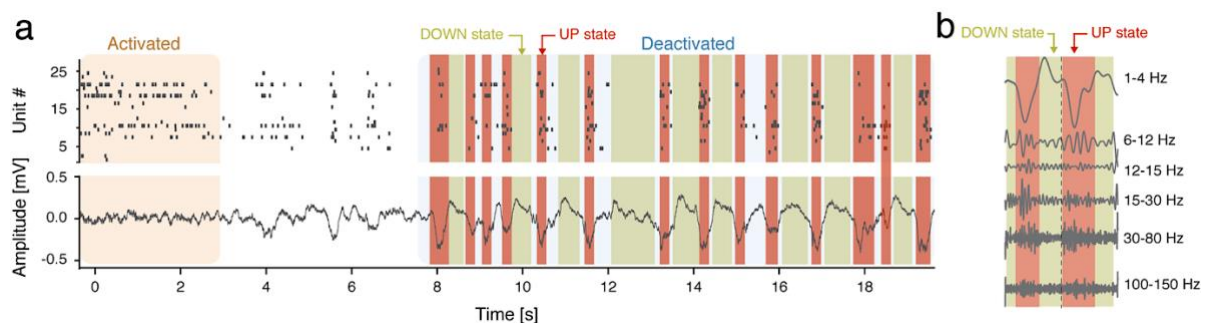 a
Activated
DOWN state
UP state
Deactivated
Unit #
25
15
5
Amplitude [mV]
0.5
0.0
-0.5
0 2 4 6 8 10 12 14 16 18
Time [s]
b
DOWN state
UP state
1-4 Hz
6-12 Hz
12-15 Hz
15-30 Hz
30-80 Hz
100-150 Hz